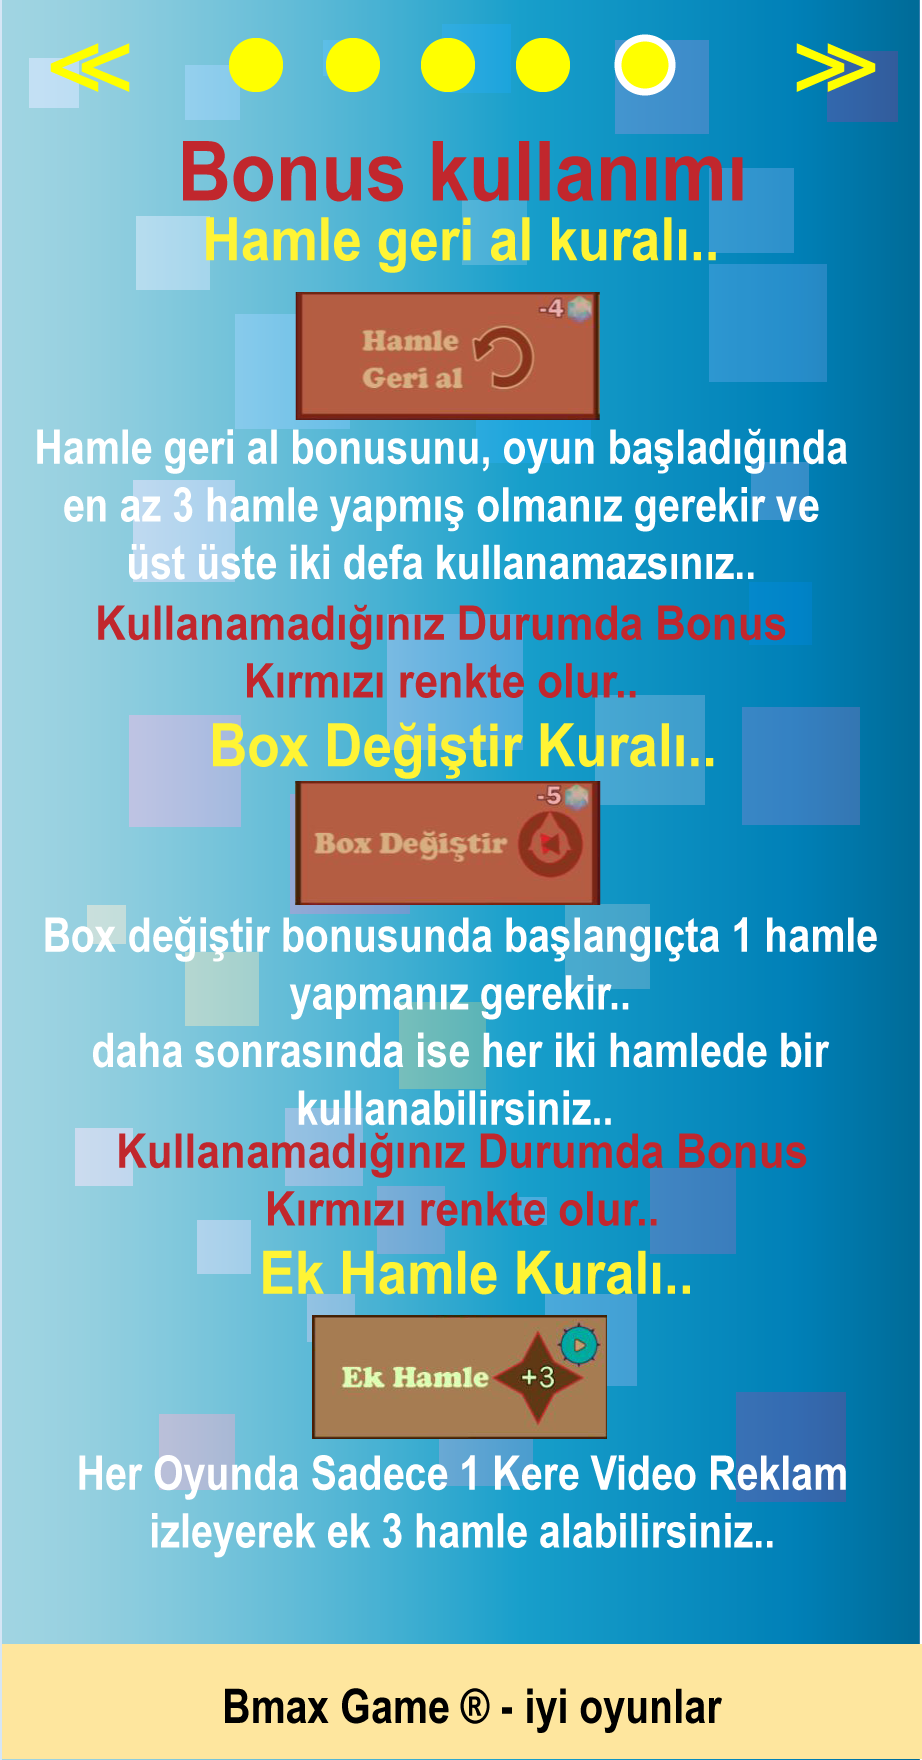 Bonus kullanımı
Hamle geri al kuralı..
-4
Hamle
Geri al
Hamle geri al bonusunu, oyun başladığında
en az 3 hamle yapmış olmanız gerekir ve
üst üste iki defa kullanamazsınız..
Kullanamadığınız Durumda Bonus
Kırmızı renkte olur..
Box Değiştir Kuralı..
-5
Box Değiştir
Box değiştir bonusunda başlangıçta 1 hamle
yapmanız gerekir..
daha sonrasında ise her iki hamlede bir
kullanabilirsiniz..
Kullanamadığınız Durumda Bonus
Kırmızı renkte olur..
Ek Hamle Kuralı..
Ek Hamle +3
Her Oyunda Sadece 1 Kere Video Reklam
izleyerek ek 3 hamle alabilirsiniz..
Bmax Game ® - iyi oyunlar